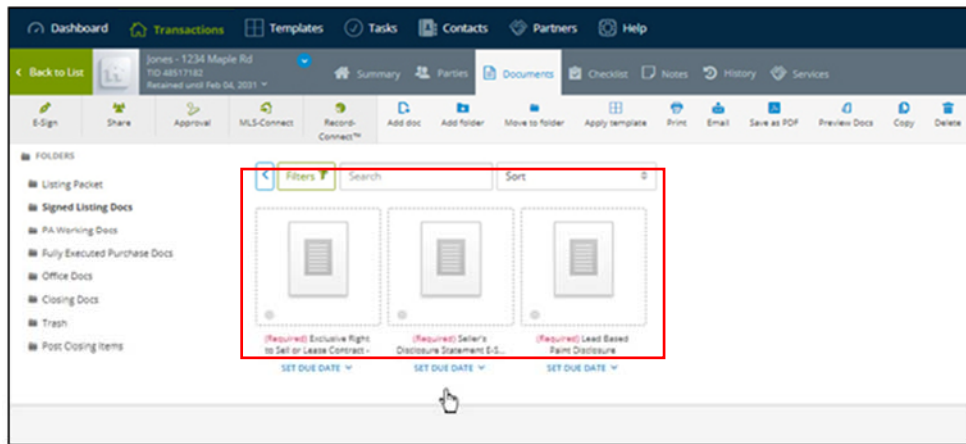 Dashboard Transactions Templates Tasks Contacts Partners Help
Back to List
Jones - 1234 Maple Rd
TID 48517182
Retained until Feb 04, 2031
Summary Parties Documents Checklist Notes History Services
E-Sign Share Approval MLS-Connect Record-Connect™ Add doc Add folder Move to folder Apply template Print Email Save as PDF Preview Docs Copy Delete
FOLDERS
Filters Search Sort
Listing Packet
Signed Listing Docs
PA Working Docs
Fully Executed Purchase Docs
Office Docs
Closing Docs
Trash
Post Closing Items
(Required) Exclusive Right
to Sell or Lease Contract -
SET DUE DATE
(Required) Seller's
Disclosure Statement E-S...
SET DUE DATE
(Required) Lead Based
Paint Disclosure
SET DUE DATE